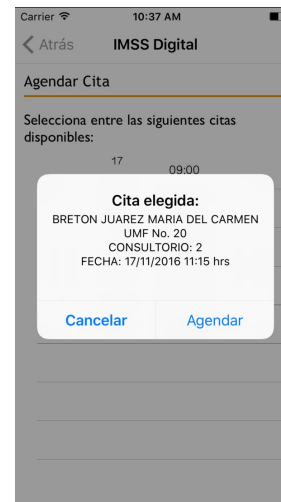 Carrier 10:37 AM
Atrás IMSS Digital
Agendar Cita
Selecciona entre las siguientes citas
disponibles:
17 09:00
Cita elegida:
BRETON JUAREZ MARIA DEL CARMEN
UMF No. 20
CONSULTORIO: 2
FECHA: 17/11/2016 11:15 hrs
Cancelar Agendar